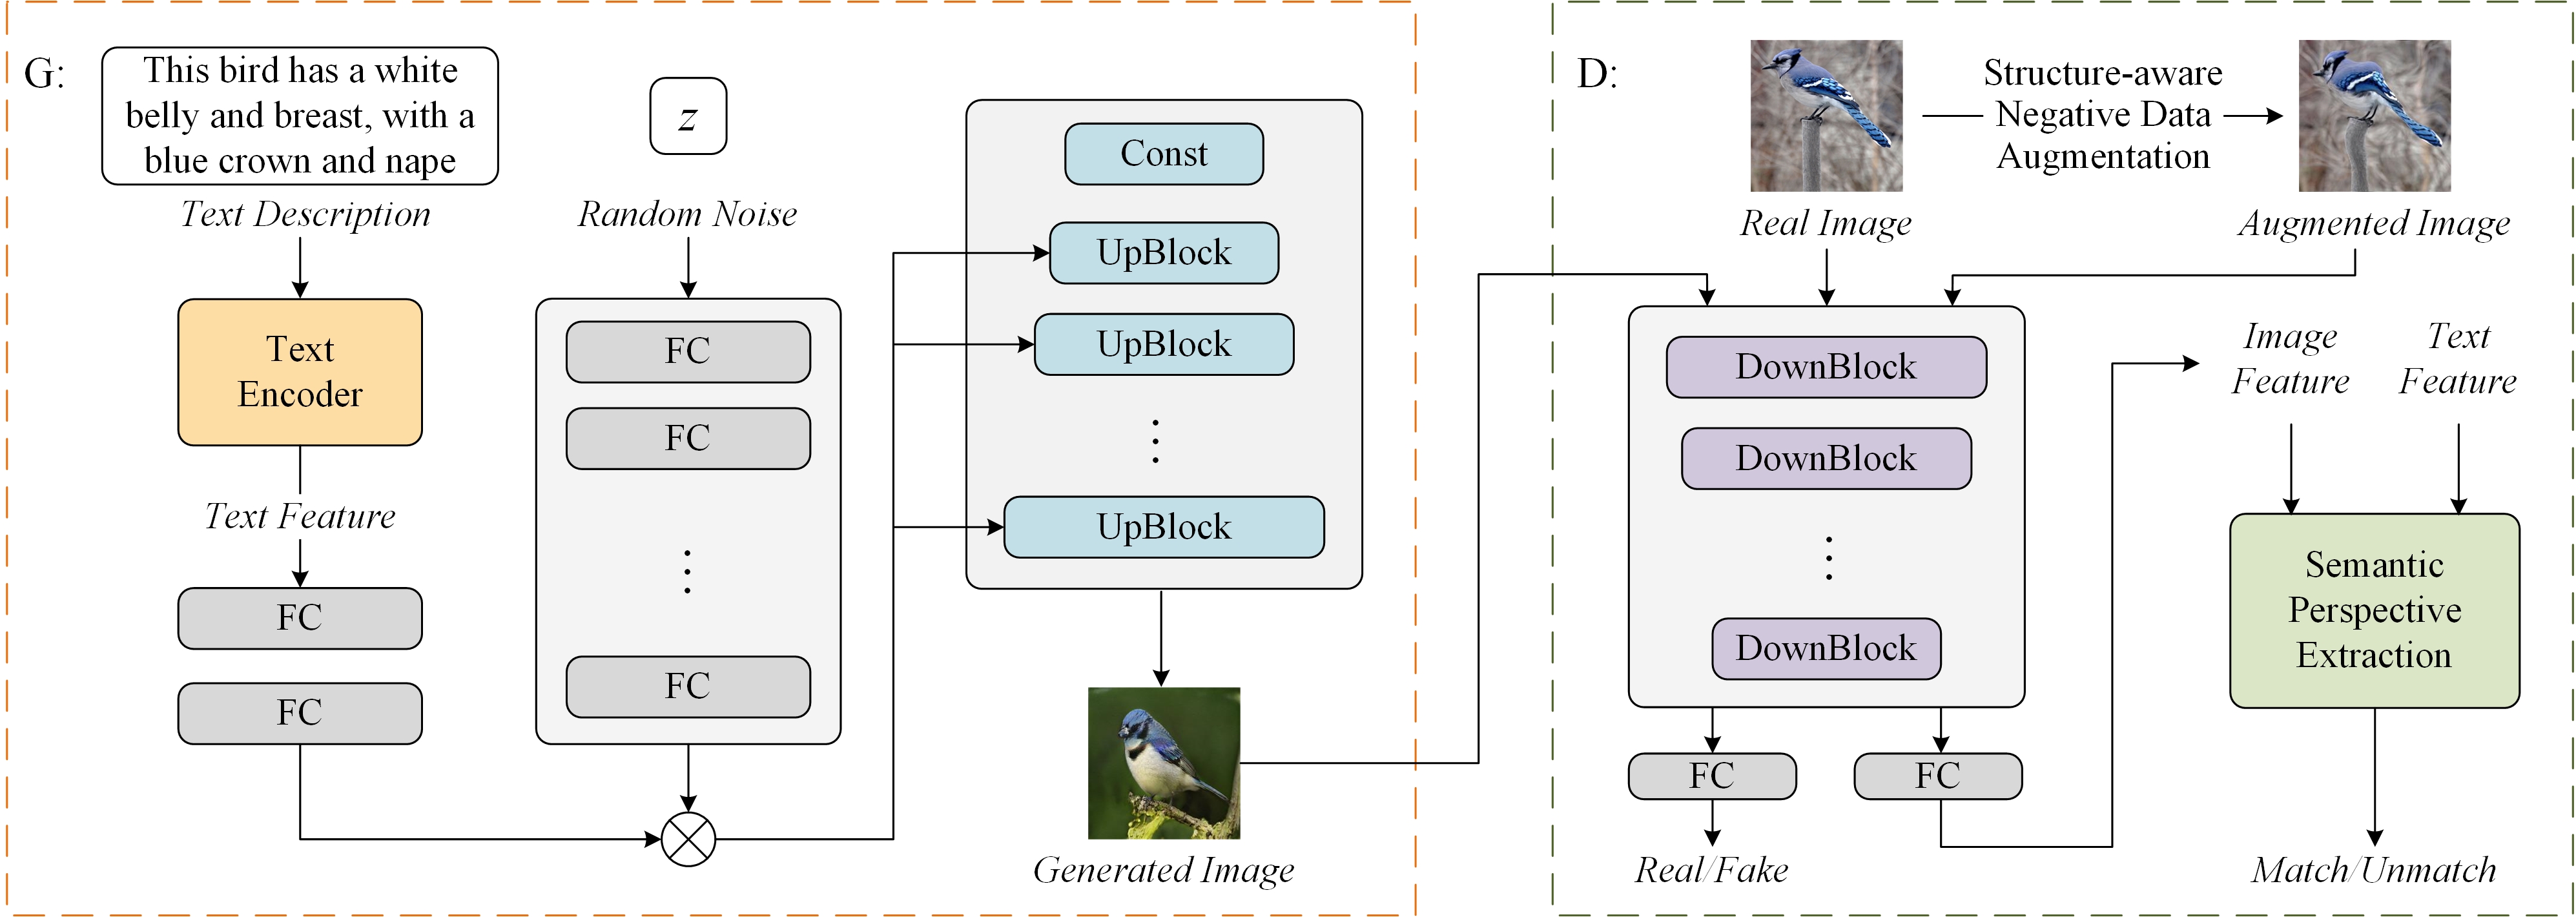 G:
This bird has a white
belly and breast, with a
blue crown and nape
Text Description
Text
Encoder
Text Feature
FC
FC
z
Random Noise
FC
FC
FC
Const
UpBlock
UpBlock
UpBlock
Generated Image
D:
Real Image
Structure-aware
Negative Data
Augmentation
Augmented Image
DownBlock
DownBlock
DownBlock
FC
FC
Real/Fake
Image
Feature
Text
Feature
Semantic
Perspective
Extraction
Match/Unmatch